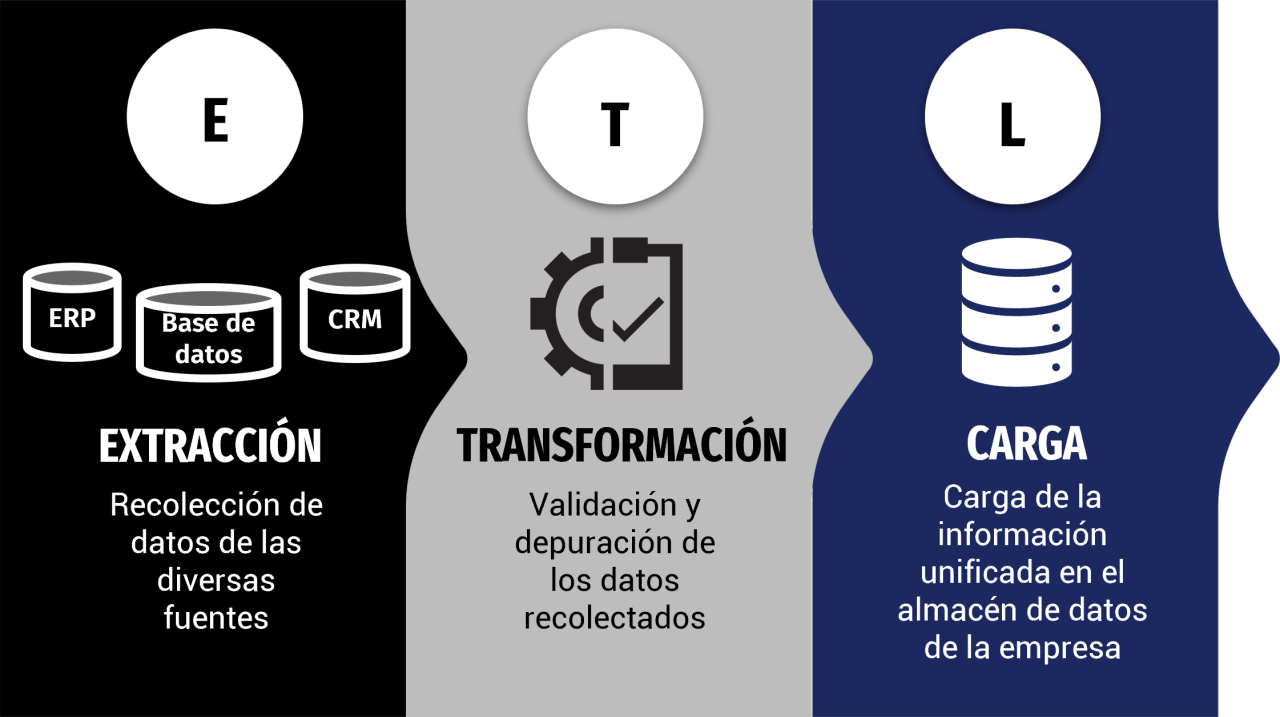 E
ERP
Base de
datos
CRM
EXTRACCIÓN
Recolección de
datos de las
diversas
fuentes
T
TRANSFORMACIÓN
Validación y
depuración de
los datos
recolectados
L
CARGA
Carga de la
información
unificada en el
almacén de datos
de la empresa